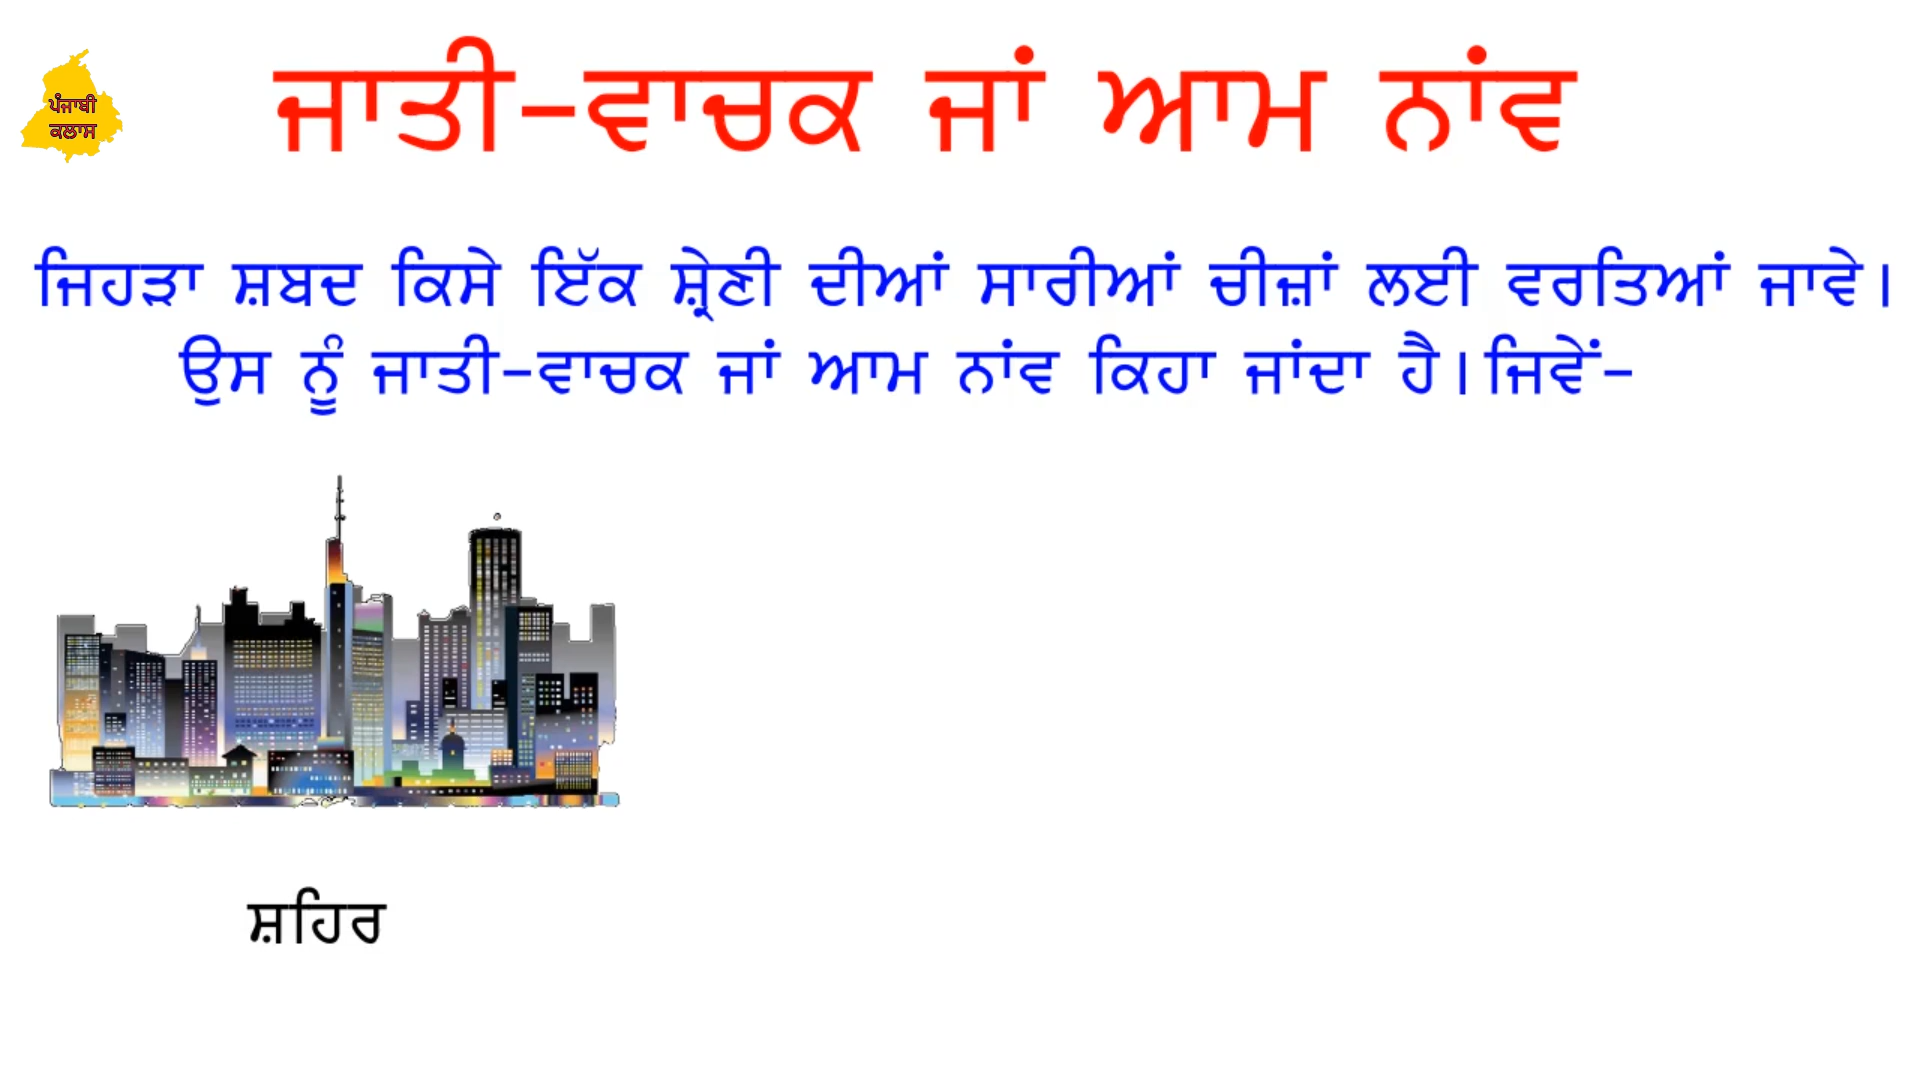 ਪੰਜਾਬੀ
ਕਲਾਸ
ਜਾਤੀ-ਵਾਚਕ ਜਾਂ ਆਮ ਨਾਂਵ
ਜਿਹੜਾ ਸ਼ਬਦ ਕਿਸੇ ਇੱਕ ਸ਼੍ਰੇਣੀ ਦੀਆਂ ਸਾਰੀਆਂ ਚੀਜ਼ਾਂ ਲਈ ਵਰਤਿਆਂ ਜਾਵੇ।
ਉਸ ਨੂੰ ਜਾਤੀ-ਵਾਚਕ ਜਾਂ ਆਮ ਨਾਂਵ ਕਿਹਾ ਜਾਂਦਾ ਹੈ।ਜਿਵੇਂ-
ਸ਼ਹਿਰ